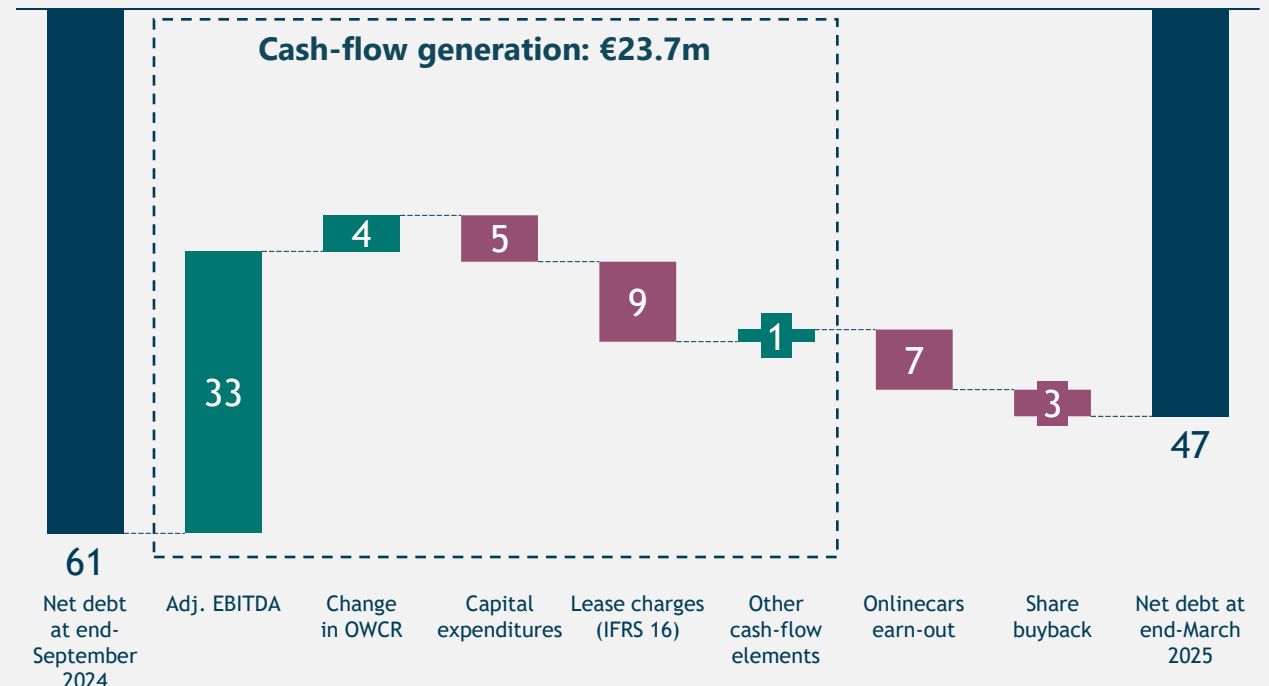 Cash-flow generation: €23.7m
4
5
9
1
33
7
3
47
61
Net debt
at end-
September
2024
Adj. EBITDA
Change
in OWCR
Capital
expenditures
Lease charges
(IFRS 16)
Other
cash-flow
elements
Onlinecars
earn-out
Share
buyback
Net debt at
end-March
2025